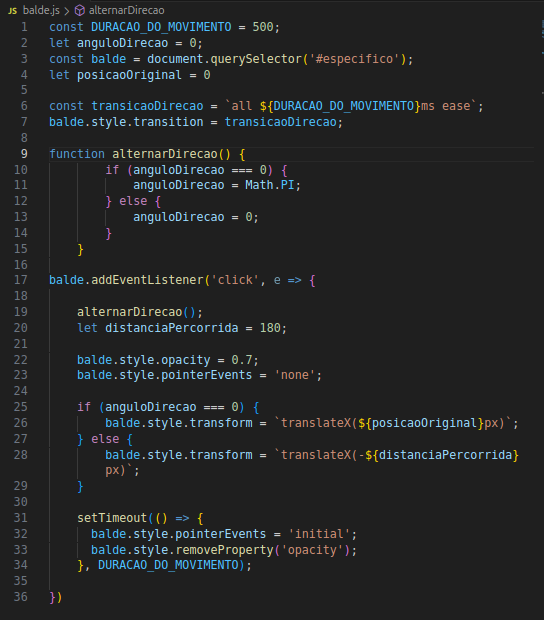 JS balde.js > alternarDirecao
1 const DURACAO_DO_MOVIMENTO = 500;
2 let anguloDirecao = 0;
3 const balde = document.querySelector('#especifico');
4 let posicaoOriginal = 0
5
6 const transicaoDirecao = `all ${DURACAO_DO_MOVIMENTO}ms ease`;
7 balde.style.transition = transicaoDirecao;
8
9 function alternarDirecao() {
10         if (anguloDirecao === 0) {
11             anguloDirecao = Math.PI;
12         } else {
13             anguloDirecao = 0;
14         }
15     }
16
17 balde.addEventListener('click', e => {
18
19     alternarDirecao();
20     let distanciaPercorrida = 180;
21
22     balde.style.opacity = 0.7;
23     balde.style.pointerEvents = 'none';
24
25     if (anguloDirecao === 0) {
26         balde.style.transform = `translateX(${posicaoOriginal}px)`;
27     } else {
28         balde.style.transform = `translateX(-${distanciaPercorrida}
px)`;
29     }
30
31     setTimeout(() => {
32       balde.style.pointerEvents = 'initial';
33       balde.style.removeProperty('opacity');
34     }, DURACAO_DO_MOVIMENTO);
35
36 })